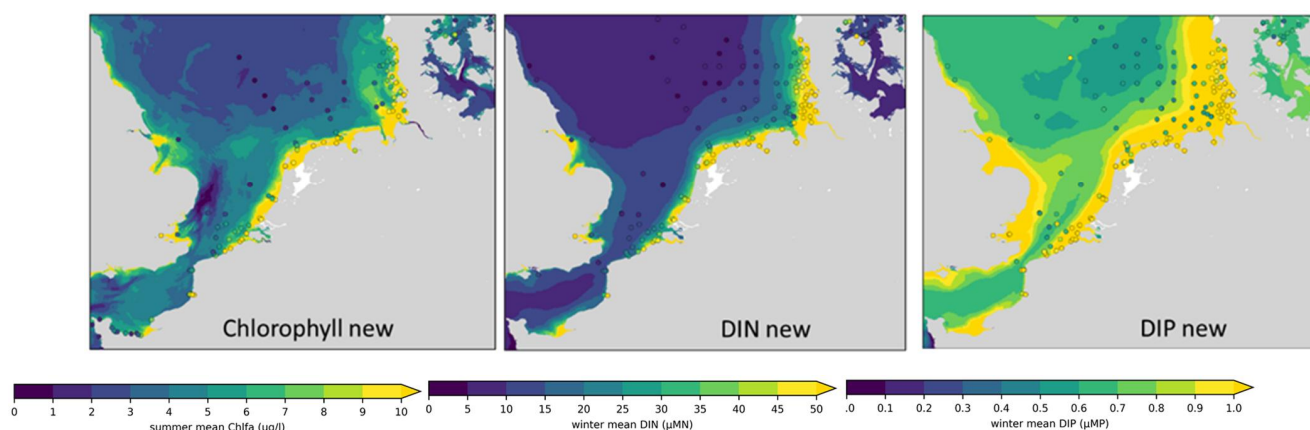 Chlorophyll new
DIN new
DIP new
0 1 2 3 4 5 6 7 8 9 10
summer mean Chlfa (ug/l)
0 5 10 15 20 25 30 35 40 45 50
winter mean DIN (μMN)
.0 0.1 0.2 0.3 0.4 0.5 0.6 0.7 0.8 0.9 1.0
winter mean DIP (μMP)